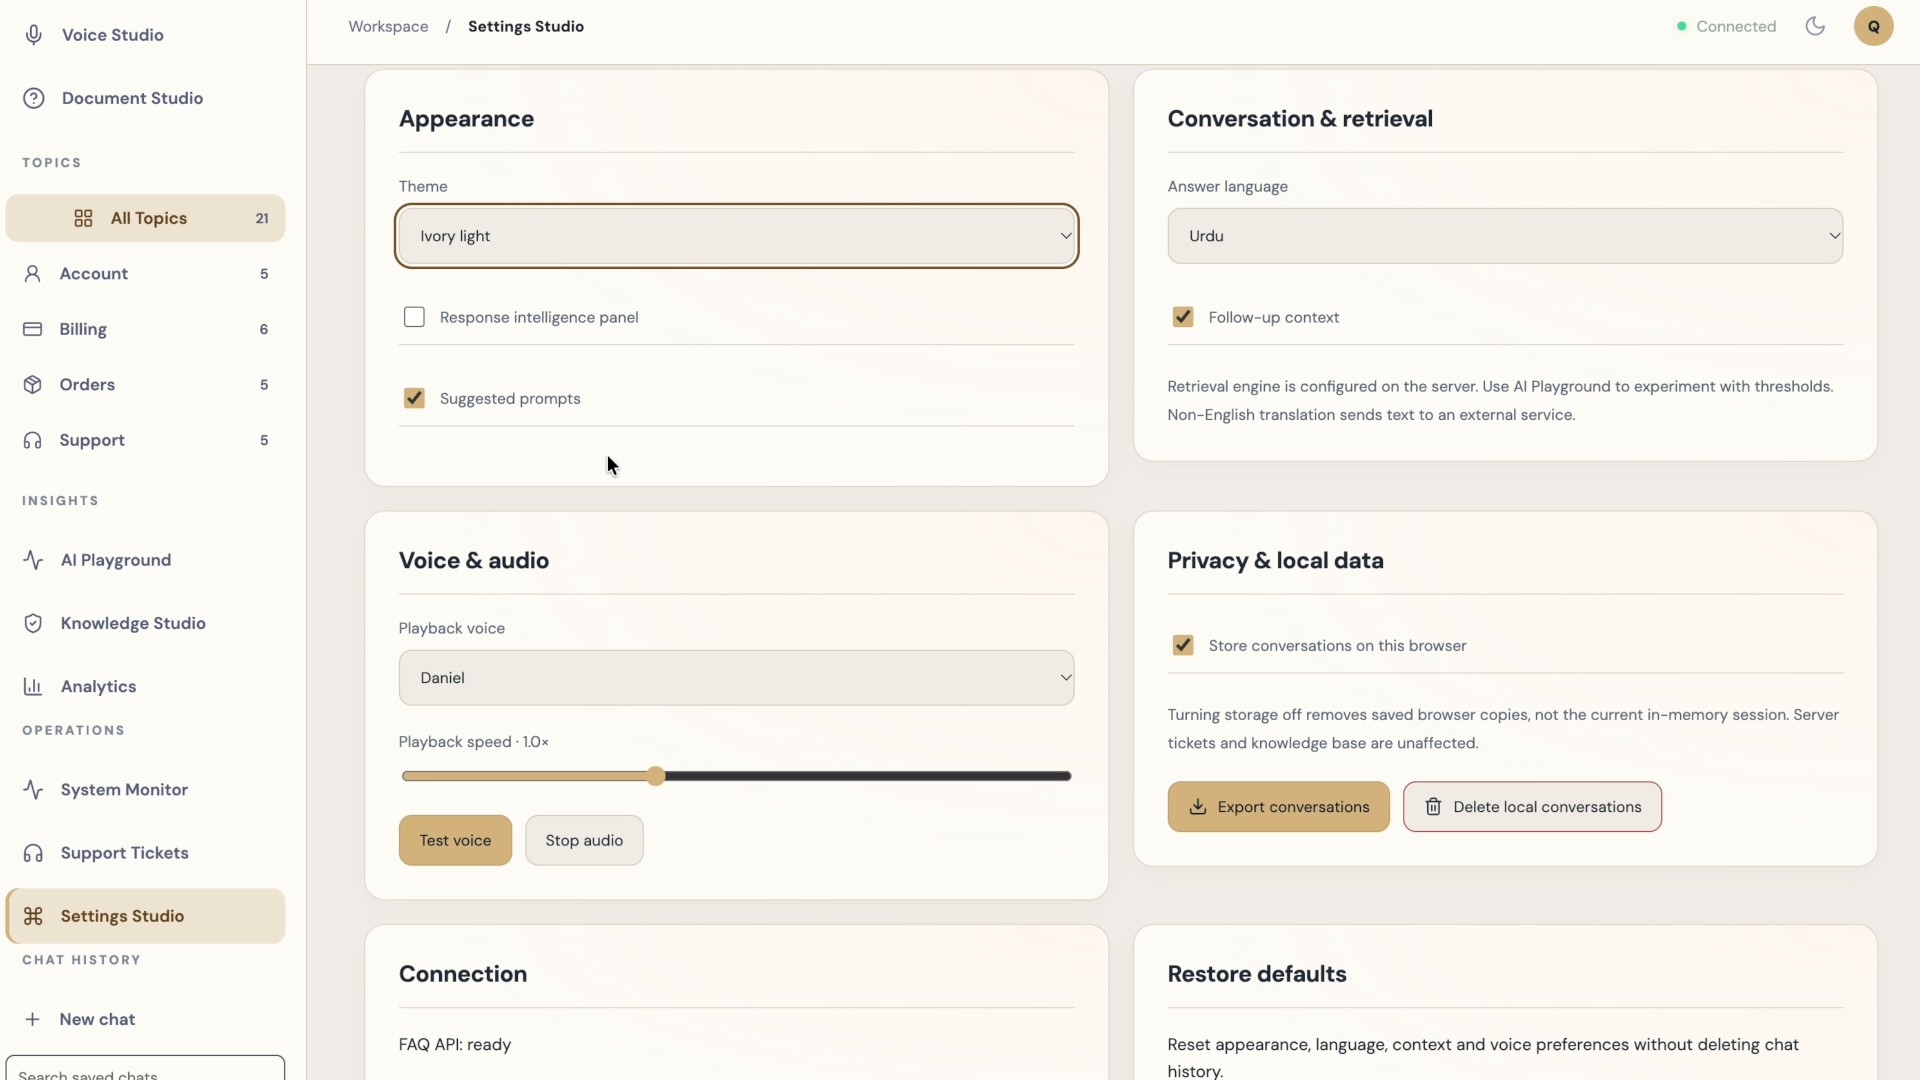 Voice Studio
Document Studio
TOPICS
All Topics 21
Account 5
Billing 6
Orders 5
Support 5
INSIGHTS
AI Playground
Knowledge Studio
Analytics
OPERATIONS
System Monitor
Support Tickets
Settings Studio
CHAT HISTORY
New chat
Search saved chats
Workspace / Settings Studio
Connected
Q
Appearance
Theme
Ivory light
Response intelligence panel
Suggested prompts
Conversation & retrieval
Answer language
Urdu
Follow-up context
Retrieval engine is configured on the server. Use AI Playground to experiment with thresholds.
Non-English translation sends text to an external service.
Voice & audio
Playback voice
Daniel
Playback speed · 1.0×
Test voice
Stop audio
Privacy & local data
Store conversations on this browser
Turning storage off removes saved browser copies, not the current in-memory session. Server
tickets and knowledge base are unaffected.
Export conversations
Delete local conversations
Connection
FAQ API: ready
Restore defaults
Reset appearance, language, context and voice preferences without deleting chat
history.